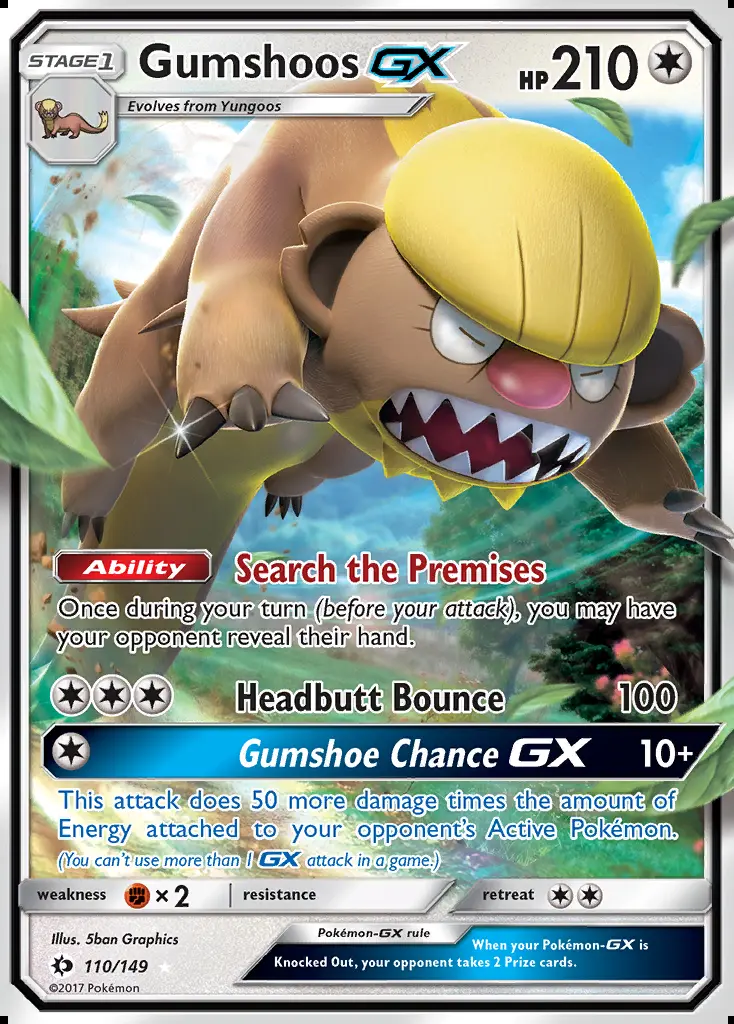 STAGE1
Gumshoos GX
HP210
Evolves from Yungoos
Ability
Search the Premises
Once during your turn (before your attack), you may have
your opponent reveal their hand.
Headbutt Bounce 100
Gumshoe Chance GX 10+
This attack does 50 more damage times the amount of
Energy attached to your opponent's Active Pokémon.
(You can't use more than 1 GX attack in a game.)
weakness ×2 resistance retreat
Illus. 5ban Graphics
110/149
©2017 Pokémon
Pokémon-GX rule
When your Pokémon-GX is
Knocked Out, your opponent takes 2 Prize cards.